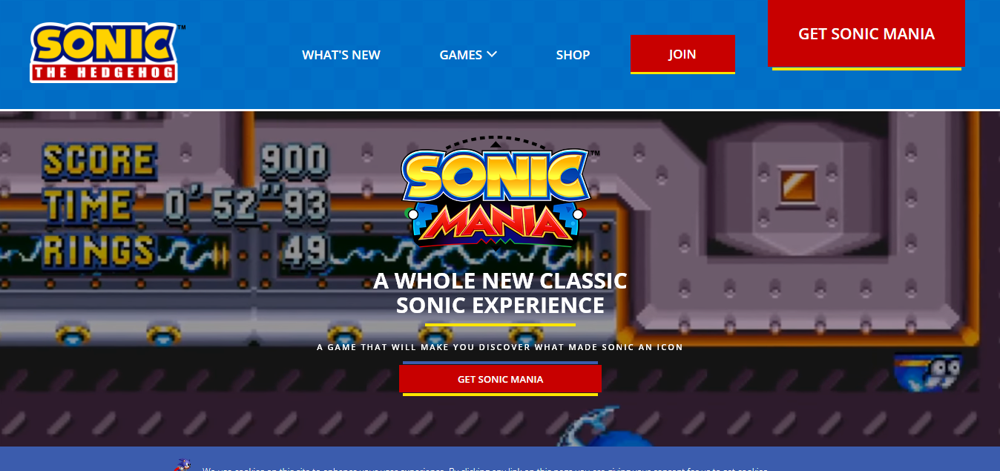 SONIC™
THE HEDGEHOG
WHAT'S NEW
GAMES
SHOP
JOIN
GET SONIC MANIA
SCORE 900
TIME 0'52"93
RINGS 49
SONIC™
MANIA
A WHOLE NEW CLASSIC
SONIC EXPERIENCE
A GAME THAT WILL MAKE YOU DISCOVER WHAT MADE SONIC AN ICON
GET SONIC MANIA
We use cookies on this site to enhance your user experience. By clicking any link on this page you are giving your consent for us to set cookies.